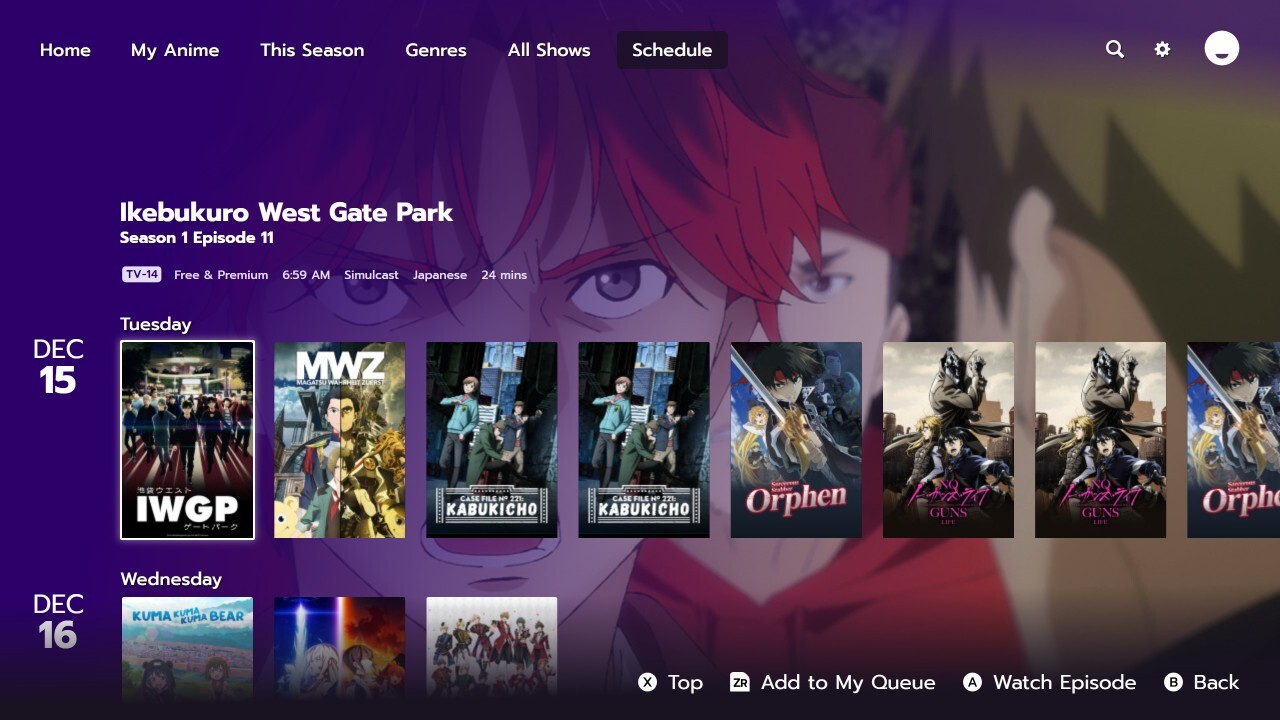 Home My Anime This Season Genres All Shows Schedule
Ikebukuro West Gate Park
Season 1 Episode 11
TV-14 Free & Premium 6:59 AM Simulcast Japanese 24 mins
Tuesday
DEC
15
池袋ウエスト
IWGP
ゲートパーク
MWZ
MAGATSU WAHRHEIT ZUERST
CASE FILE Nº 221:
KABUKICHO
CASE FILE Nº 221:
KABUKICHO
Sorcerous
Stabber
Orphen
NO
GUNS
LIFE
NO
GUNS
LIFE
Orphe
Wednesday
DEC
16
KUMA KUMA KUMA BEAR
X Top ZR Add to My Queue A Watch Episode B Back